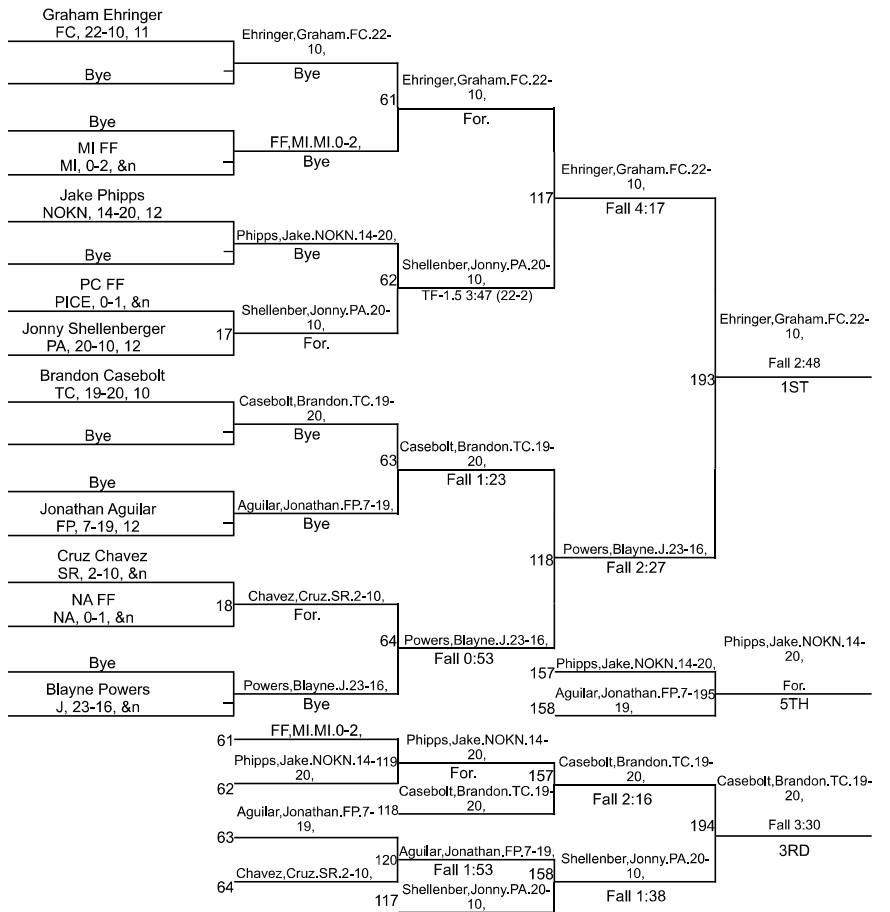 Graham Ehringer
FC, 22-10, 11
Bye
Ehringer,Graham.FC.22-
10,
Bye
61
Bye
MI FF
MI, 0-2, &n
FF,MI.MI.0-2,
Bye
Ehringer,Graham.FC.22-
10,
For.
117
Jake Phipps
NOKN, 14-20, 12
Bye
Phipps,Jake.NOKN.14-20,
Bye
62
PC FF
PICE, 0-1, &n
Jonny Shellenberger
PA, 20-10, 12
17
Shellenber,Jonny.PA.20-
10,
For.
Shellenber,Jonny.PA.20-
10,
TF-1.5 3:47 (22-2)
Ehringer,Graham.FC.22-
10,
Fall 4:17
193
Ehringer,Graham.FC.22-
10,
Fall 2:48
1ST
Brandon Casebolt
TC, 19-20, 10
Bye
Casebolt,Brandon.TC.19-
20,
Bye
63
Bye
Jonathan Aguilar
FP, 7-19, 12
Aguilar,Jonathan.FP.7-19,
Bye
Casebolt,Brandon.TC.19-
20,
Fall 1:23
118
Cruz Chavez
SR, 2-10, &n
NA FF
NA, 0-1, &n
18
Chavez,Cruz.SR.2-10,
For.
64
Bye
Blayne Powers
J, 23-16, &n
Powers,Blayne.J.23-16,
Bye
Powers,Blayne.J.23-16,
Fall 0:53
Powers,Blayne.J.23-16,
Fall 2:27
157
Phipps,Jake.NOKN.14-20,
158
Aguilar,Jonathan.FP.7-
19,
195
Phipps,Jake.NOKN.14-
20,
For.
5TH
61
FF,MI.MI.0-2,
62
Phipps,Jake.NOKN.14-
20,
119
Phipps,Jake.NOKN.14-
20,
For.
118
Casebolt,Brandon.TC.19-
20,
157
Casebolt,Brandon.TC.19-
20,
Fall 2:16
63
Aguilar,Jonathan.FP.7-
19,
64
Chavez,Cruz.SR.2-10,
120
Aguilar,Jonathan.FP.7-19,
Fall 1:53
117
Shellenber,Jonny.PA.20-
10,
158
Shellenber,Jonny.PA.20-
10,
Fall 1:38
194
Casebolt,Brandon.TC.19-
20,
Fall 3:30
3RD